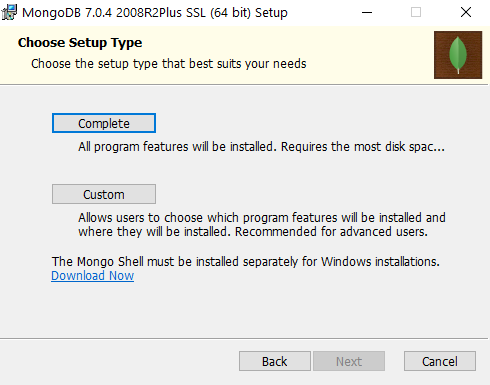 MongoDB 7.0.4 2008R2Plus SSL (64 bit) Setup
Choose Setup Type
Choose the setup type that best suits your needs
Complete
All program features will be installed. Requires the most disk spac...
Custom
Allows users to choose which program features will be installed and
where they will be installed. Recommended for advanced users.
The Mongo Shell must be installed separately for Windows installations.
Download Now
Back
Next
Cancel